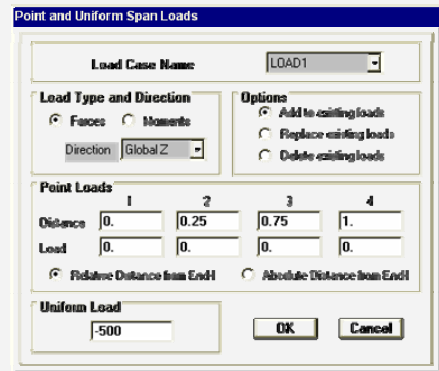 Point and Uniform Span Loads
Load Case Name LOAD1
Load Type and Direction
Forces Moments
Direction Global Z
Options
Add to existing loads
Replace existing loads
Delete existing loads
Point Loads
1 2 3 4
Distance 0. 0.25 0.75 1.
Load 0. 0. 0. 0.
Relative Distance from End-I Absolute Distance from End-I
Uniform Load
-500
OK Cancel